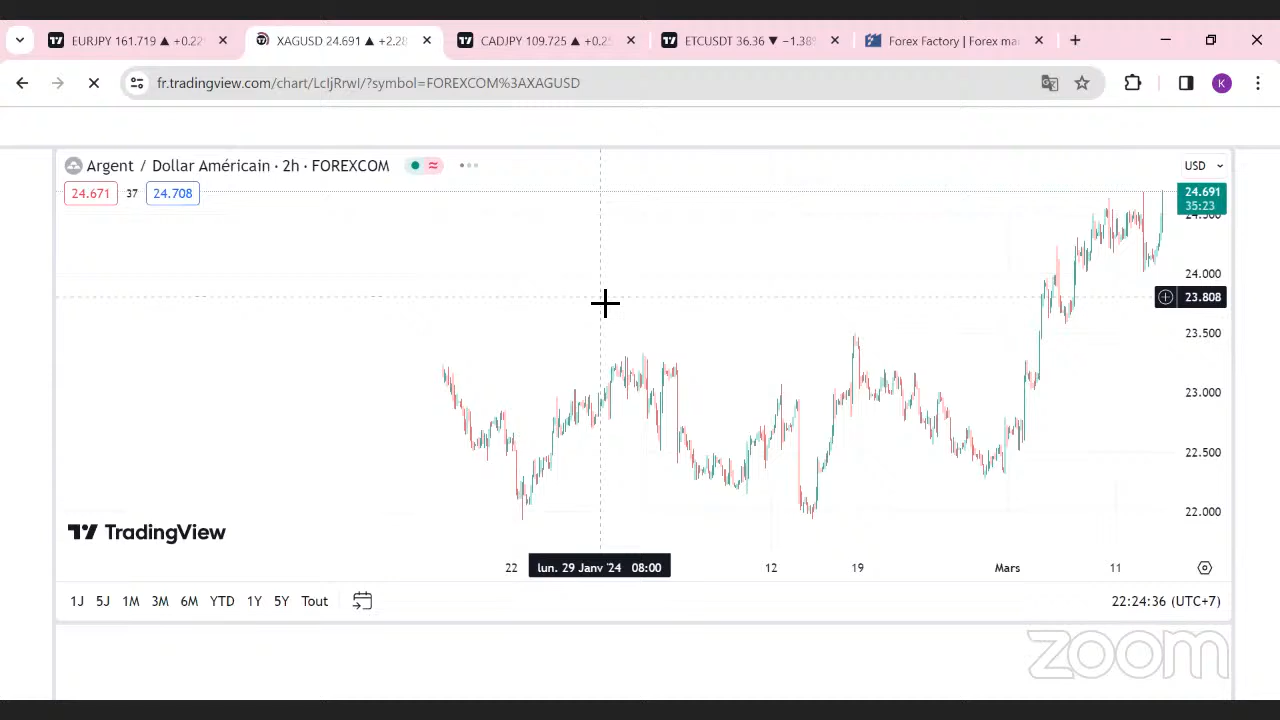 EURJPY 161.719 ▲ +0.22%
XAGUSD 24.691 ▲ +2.28
CADJPY 109.725 ▲ +0.2
ETCUSDT 36.36 ▼ −1.38%
Forex Factory | Forex ma
fr.tradingview.com/chart/LcIjRrwI/?symbol=FOREXCOM%3AXAGUSD
K
Argent / Dollar Américain · 2h · FOREXCOM
USD
24.671 37 24.708
24.691
35:23
24.500
24.000
23.808
23.500
23.000
22.500
22.000
TradingView
22 lun. 29 Janv '24 08:00 12 19 Mars 11
1J 5J 1M 3M 6M YTD 1Y 5Y Tout
22:24:36 (UTC+7)
zoom